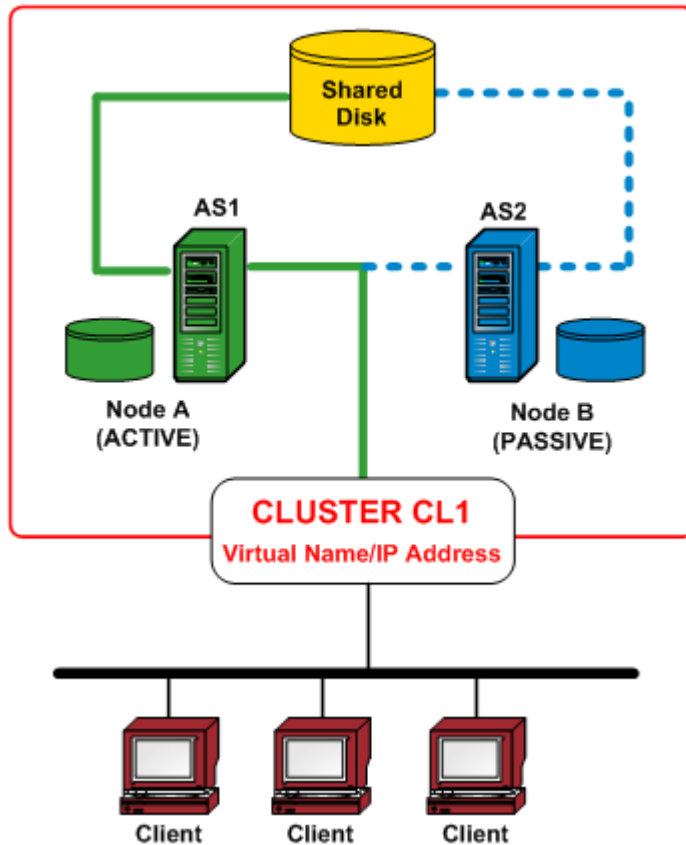 Shared
Disk
AS1
AS2
Node A
(ACTIVE)
Node B
(PASSIVE)
CLUSTER CL1
Virtual Name/IP Address
Client
Client
Client